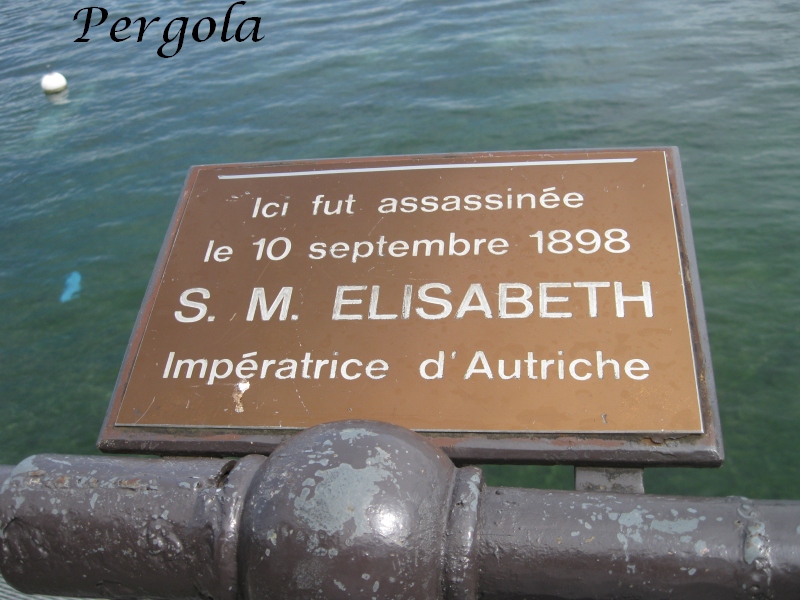 Pergola
Ici fut assassinée
le 10 septembre 1898
S. M. ELISABETH
Impératrice d'Autriche